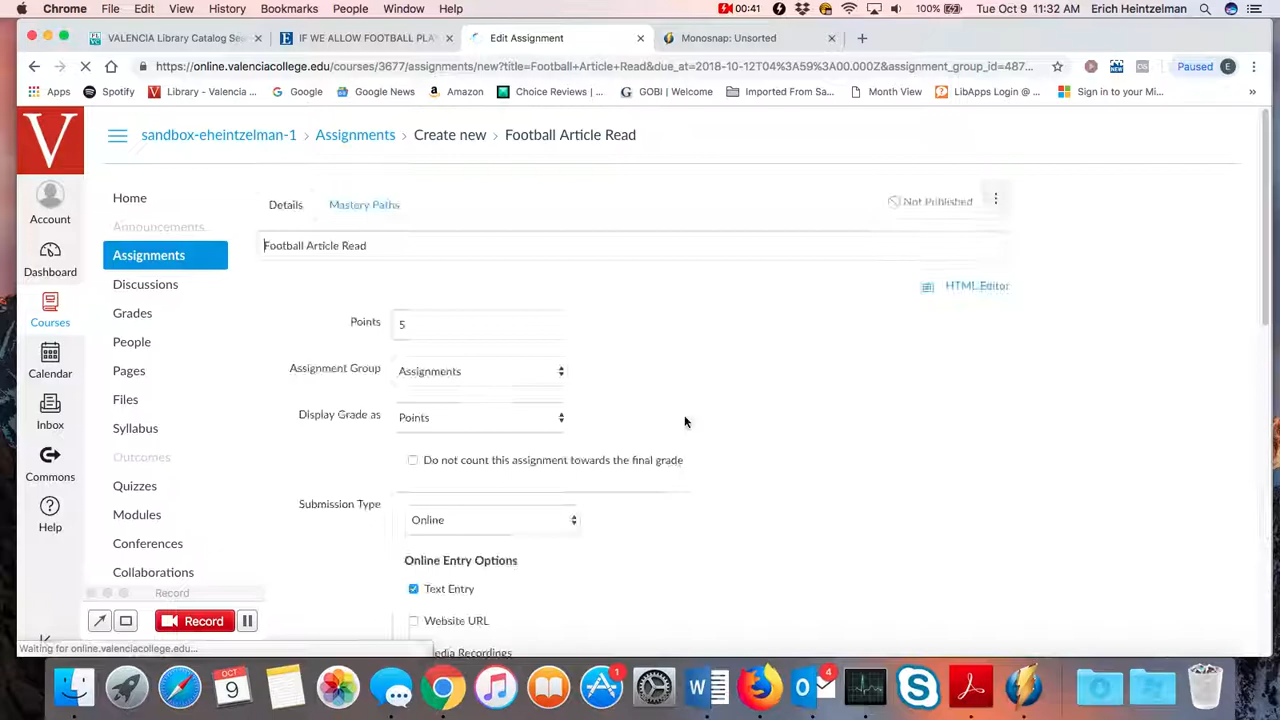 Chrome File Edit View History Bookmarks People Window Help 00:41 100% Tue Oct 9 11:32 AM Erich Heintzelman
VALENCIA Library Catalog Sea × IF WE ALLOW FOOTBALL PLA × Edit Assignment × Monosnap: Unsorted ×
https://online.valenciacollege.edu/courses/3677/assignments/new?title=Football+Article+Read&due_at=2018-10-12T04%3A59%3A00.000Z&assignment_group_id=487... Paused E
Apps Spotify Library - Valencia ... Google Google News Amazon Choice Reviews | ... GOBI | Welcome Imported From Sa... Month View LibApps Login @ ... Sign in to your Mi... »
sandbox-eheintzelman-1 › Assignments › Create new › Football Article Read
Account
Dashboard
Courses
Calendar
Inbox
Commons
Help
Home
Announcements
Assignments
Discussions
Grades
People
Pages
Files
Syllabus
Outcomes
Quizzes
Modules
Conferences
Collaborations
Details Mastery Paths Not Published
Football Article Read
HTML Editor
Points 5
Assignment Group Assignments
Display Grade as Points
Do not count this assignment towards the final grade
Submission Type Online
Online Entry Options
Text Entry
Website URL
edia Recordings
Record
Record
Waiting for online.valenciacollege.edu...
OCT
9
1
4